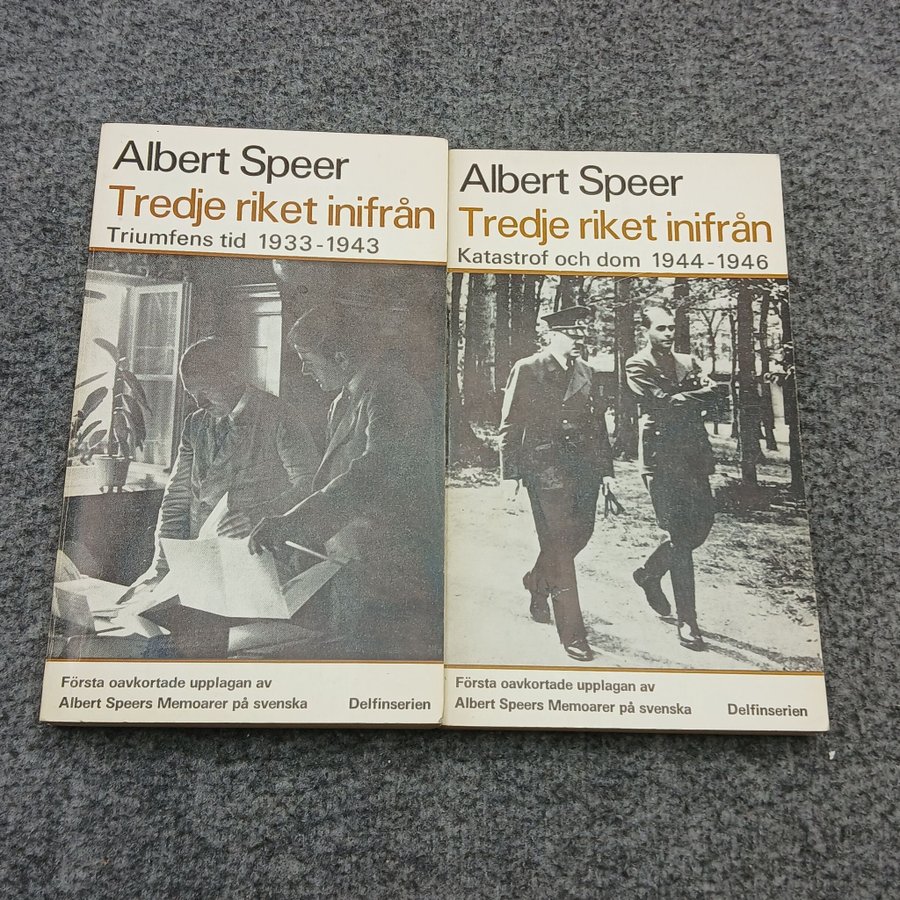 Albert Speer
Tredje riket inifrån
Triumfens tid 1933-1943
Första oavkortade upplagan av
Albert Speers Memoarer på svenska
Delfinserien
Albert Speer
Tredje riket inifrån
Katastrof och dom 1944-1946
Första oavkortade upplagan av
Albert Speers Memoarer på svenska
Delfinserien